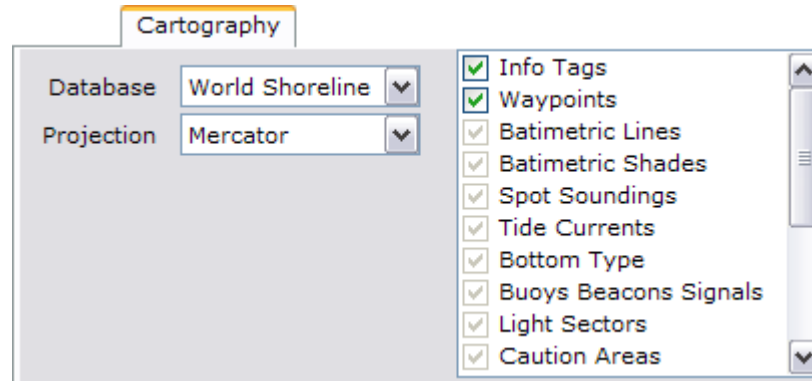 Cartography
Database World Shoreline
Projection Mercator
Info Tags
Waypoints
Batimetric Lines
Batimetric Shades
Spot Soundings
Tide Currents
Bottom Type
Buoys Beacons Signals
Light Sectors
Caution Areas